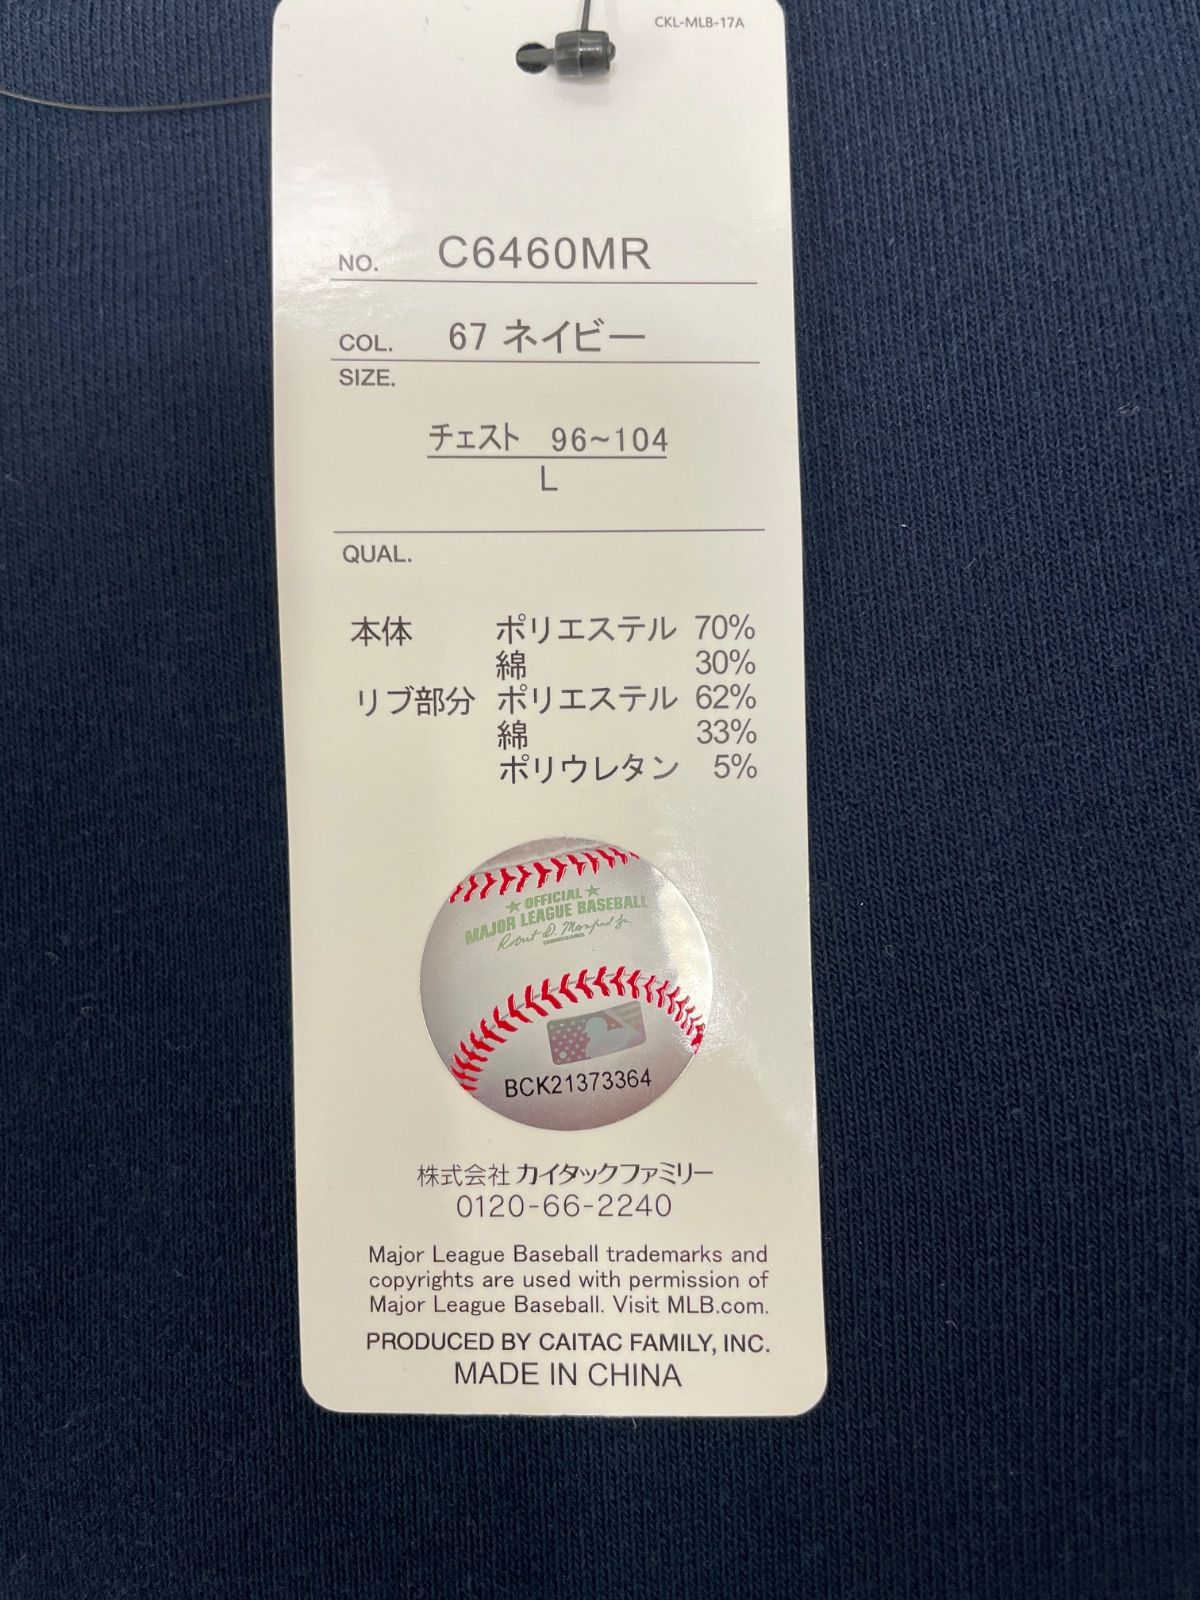 CKL-MLB-17A
NO. C6460MR
COL. 67 ネイビー
SIZE.
チェスト 96~104
L
QUAL.
本体 ポリエステル 70%
綿 30%
リブ部分 ポリエステル 62%
綿 33%
ポリウレタン 5%
★ OFFICIAL ★
MAJOR LEAGUE BASEBALL
Robert D. Manfred Jr.
BCK21373364
株式会社 カイタックファミリー
0120-66-2240
Major League Baseball trademarks and
copyrights are used with permission of
Major League Baseball. Visit MLB.com.
PRODUCED BY CAITAC FAMILY, INC.
MADE IN CHINA